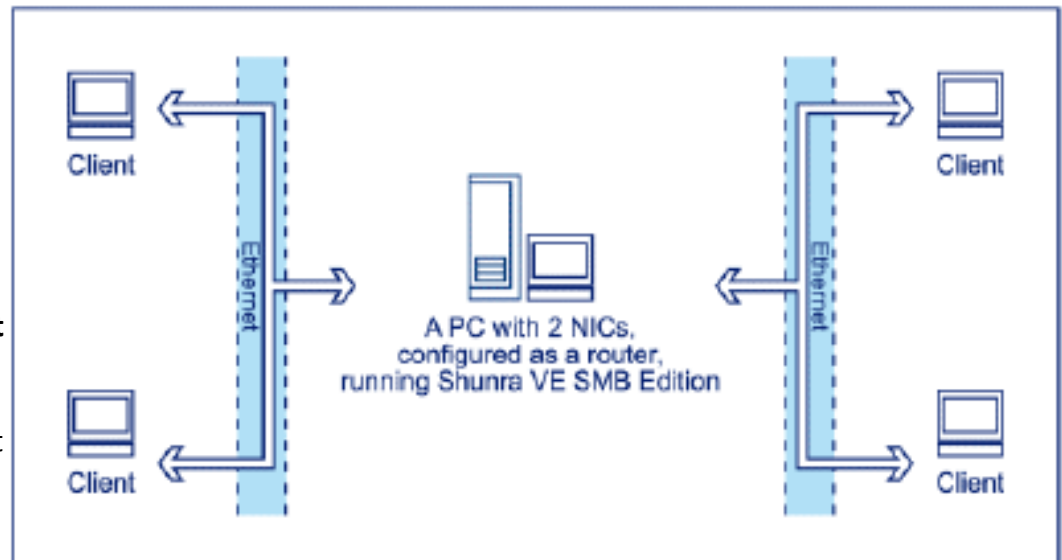 Client
Client
Ethernet
Ethernet
A PC with 2 NICs,
configured as a router,
running Shunra VE SMB Edition
Client
Client